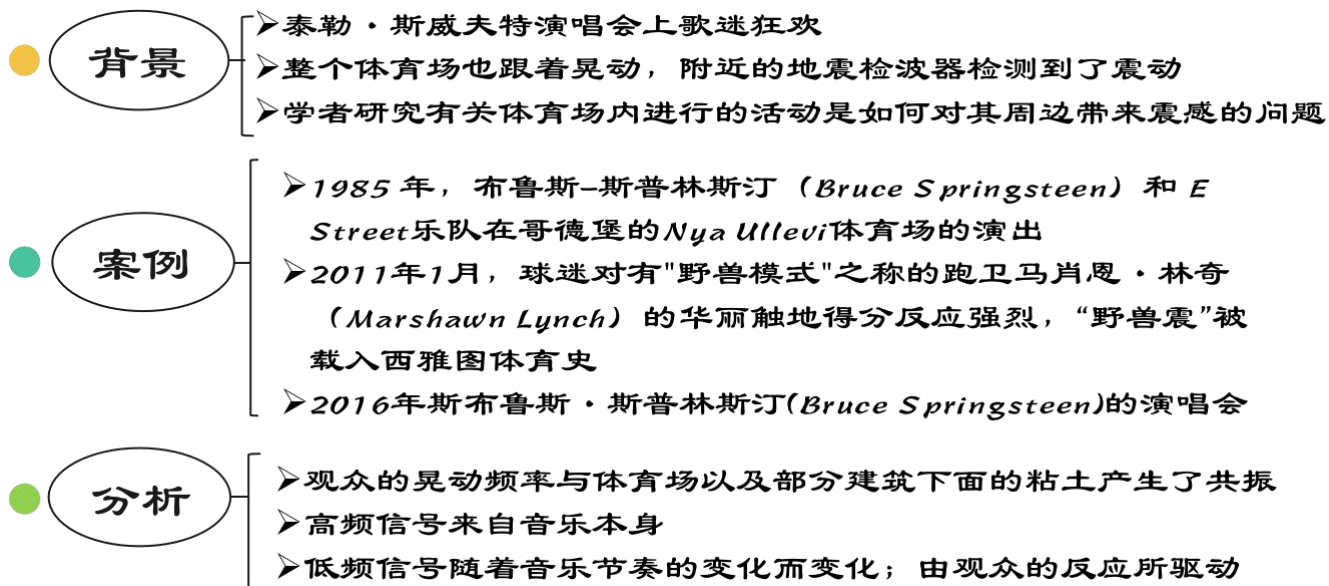 背景
➢泰勒·斯威夫特演唱会上歌迷狂欢
➢整个体育场也跟着晃动，附近的地震检波器检测到了震动
➢学者研究有关体育场内进行的活动是如何对其周边带来震感的问题
案例
➢1985 年，布鲁斯–斯普林斯汀（Bruce Springsteen）和 E
Street乐队在哥德堡的Nya Ullevi体育场的演出
➢2011年1月，球迷对有"野兽模式"之称的跑卫马肖恩·林奇
（Marshawn Lynch）的华丽触地得分反应强烈，“野兽震”被
载入西雅图体育史
➢2016年斯布鲁斯·斯普林斯汀(Bruce Springsteen)的演唱会
分析
➢观众的晃动频率与体育场以及部分建筑下面的粘土产生了共振
➢高频信号来自音乐本身
➢低频信号随着音乐节奏的变化而变化；由观众的反应所驱动